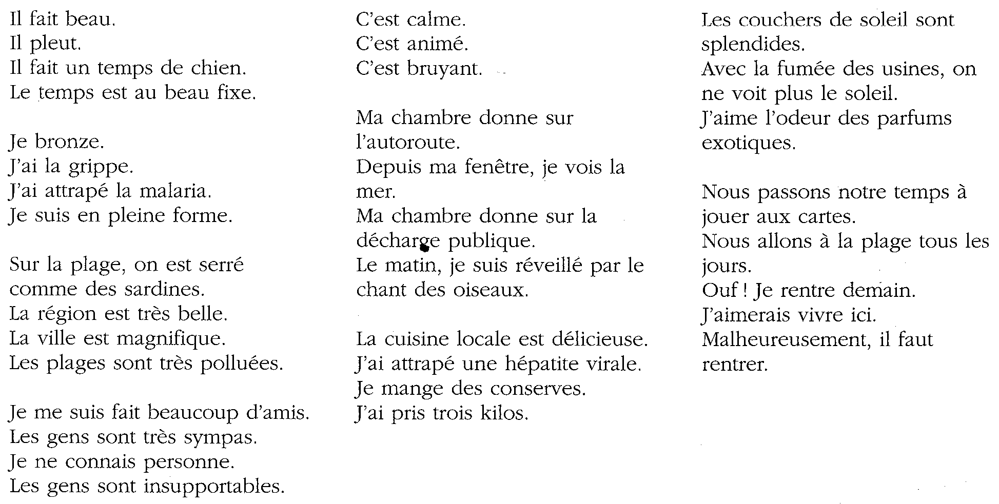 Il fait beau.
Il pleut.
Il fait un temps de chien.
Le temps est au beau fixe.
Je bronze.
J'ai la grippe.
J'ai attrapé la malaria.
Je suis en pleine forme.
Sur la plage, on est serré
comme des sardines.
La région est très belle.
La ville est magnifique.
Les plages sont très polluées.
Je me suis fait beaucoup d'amis.
Les gens sont très sympas.
Je ne connais personne.
Les gens sont insupportables.
C'est calme.
C'est animé.
C'est bruyant.
Ma chambre donne sur
l'autoroute.
Depuis ma fenêtre, je vois la
mer.
Ma chambre donne sur la
décharge publique.
Le matin, je suis réveillé par le
chant des oiseaux.
La cuisine locale est délicieuse.
J'ai attrapé une hépatite virale.
Je mange des conserves.
J'ai pris trois kilos.
Les couchers de soleil sont
splendides.
Avec la fumée des usines, on
ne voit plus le soleil.
J'aime l'odeur des parfums
exotiques.
Nous passons notre temps à
jouer aux cartes.
Nous allons à la plage tous les
jours.
Ouf ! Je rentre demain.
J'aimerais vivre ici.
Malheureusement, il faut
rentrer.